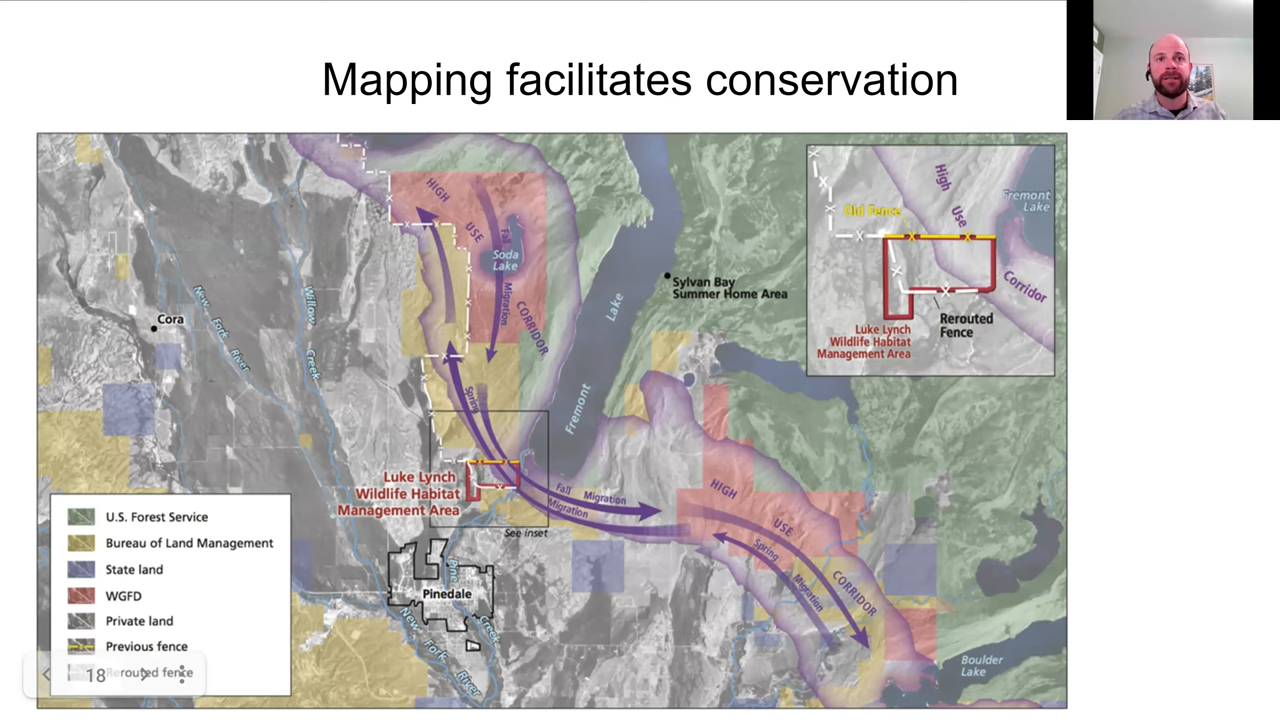 Mapping facilitates conservation
HIGH
USE
CORRIDOR
Fall
Migration
Soda
Lake
Sylvan Bay
Summer Home Area
Cora
New Fork River
Willow Creek
Fremont Lake
Spring
Migration
Luke Lynch
Wildlife Habitat
Management Area
Fall Migration
See inset
HIGH
USE
CORRIDOR
Spring
Migration
Pinedale
Pine
Creek
New
Fork
River
Boulder
Lake
High
Use
Corridor
Fremont
Lake
Old Fence
Rerouted
Fence
Luke Lynch
Wildlife Habitat
Management Area
U.S. Forest Service
Bureau of Land Management
State land
WGFD
Private land
Previous fence
Rerouted fence
18